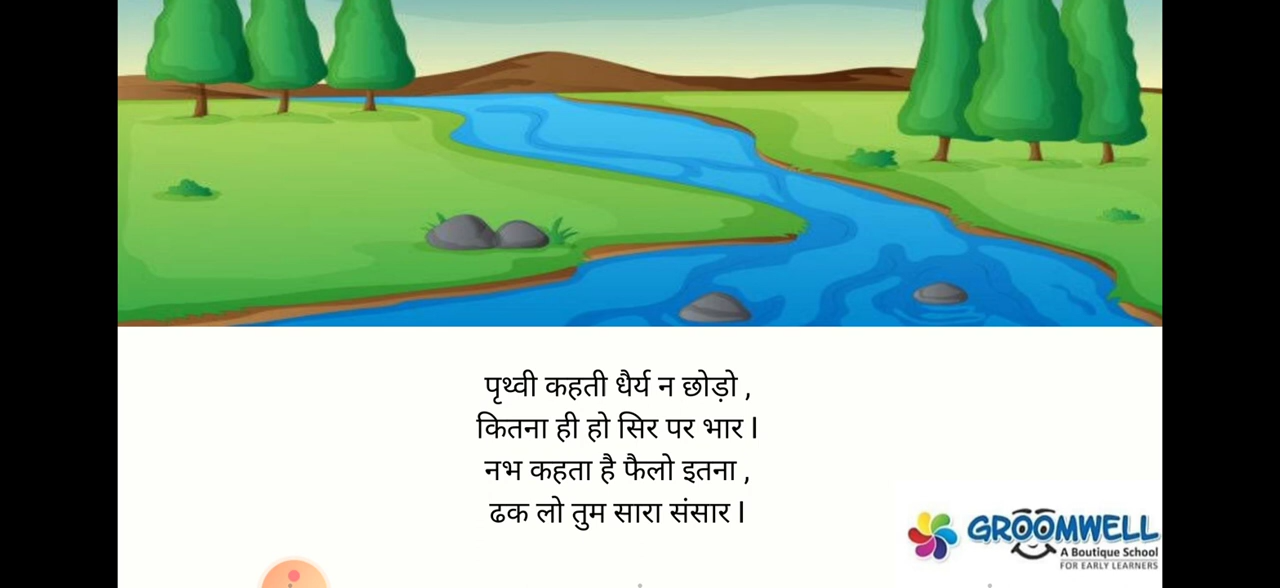 पृथ्वी कहती धैर्य न छोड़ो ,
कितना ही हो सिर पर भार l
नभ कहता है फैलो इतना ,
ढक लो तुम सारा संसार l
GROOMWELL
A Boutique School
FOR EARLY LEARNERS